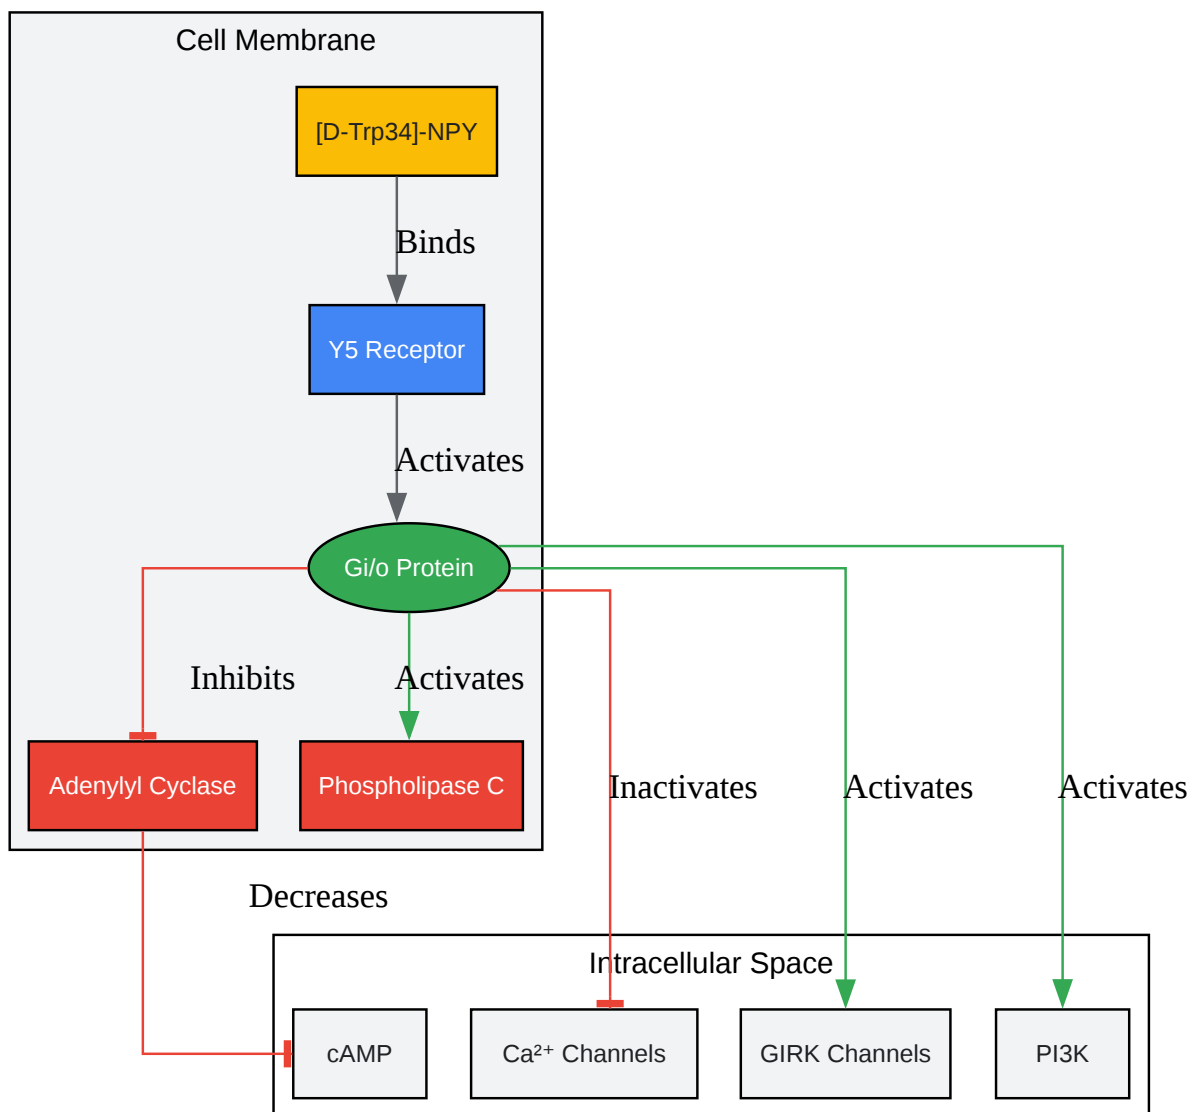 Cell Membrane
[D-Trp34]-NPY
Binds
Y5 Receptor
Activates
Gi/o Protein
Inhibits
Activates
Adenylyl Cyclase
Phospholipase C
Inactivates
Activates
Activates
Decreases
Intracellular Space
cAMP
Ca²⁺ Channels
GIRK Channels
PI3K